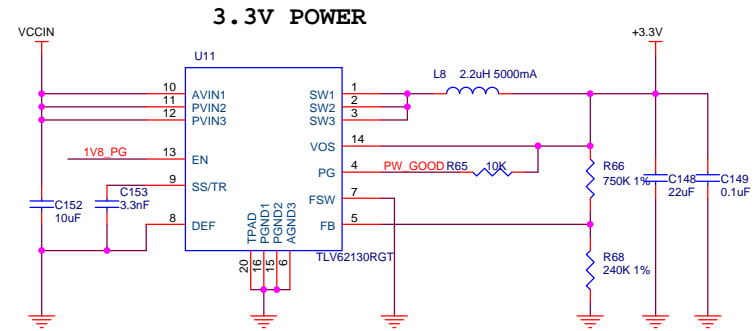 3.3V POWER
VCCIN
+3.3V
U11
L8 2.2uH 5000mA
10 AVIN1
11 PVIN2
12 PVIN3
SW1 1
SW2 2
SW3 3
VOS 14
1V8_PG 13 EN
PG 4 PW_GOOD R65 10K
R66
750K 1%
C148
22uF
C149
0.1uF
9 SS/TR
C153
3.3nF
C152
10uF
FSW 7
8 DEF
FB 5
TPAD
PGND1
PGND2
AGND3
TLV62130RGT
20
16
15
6
R68
240K 1%